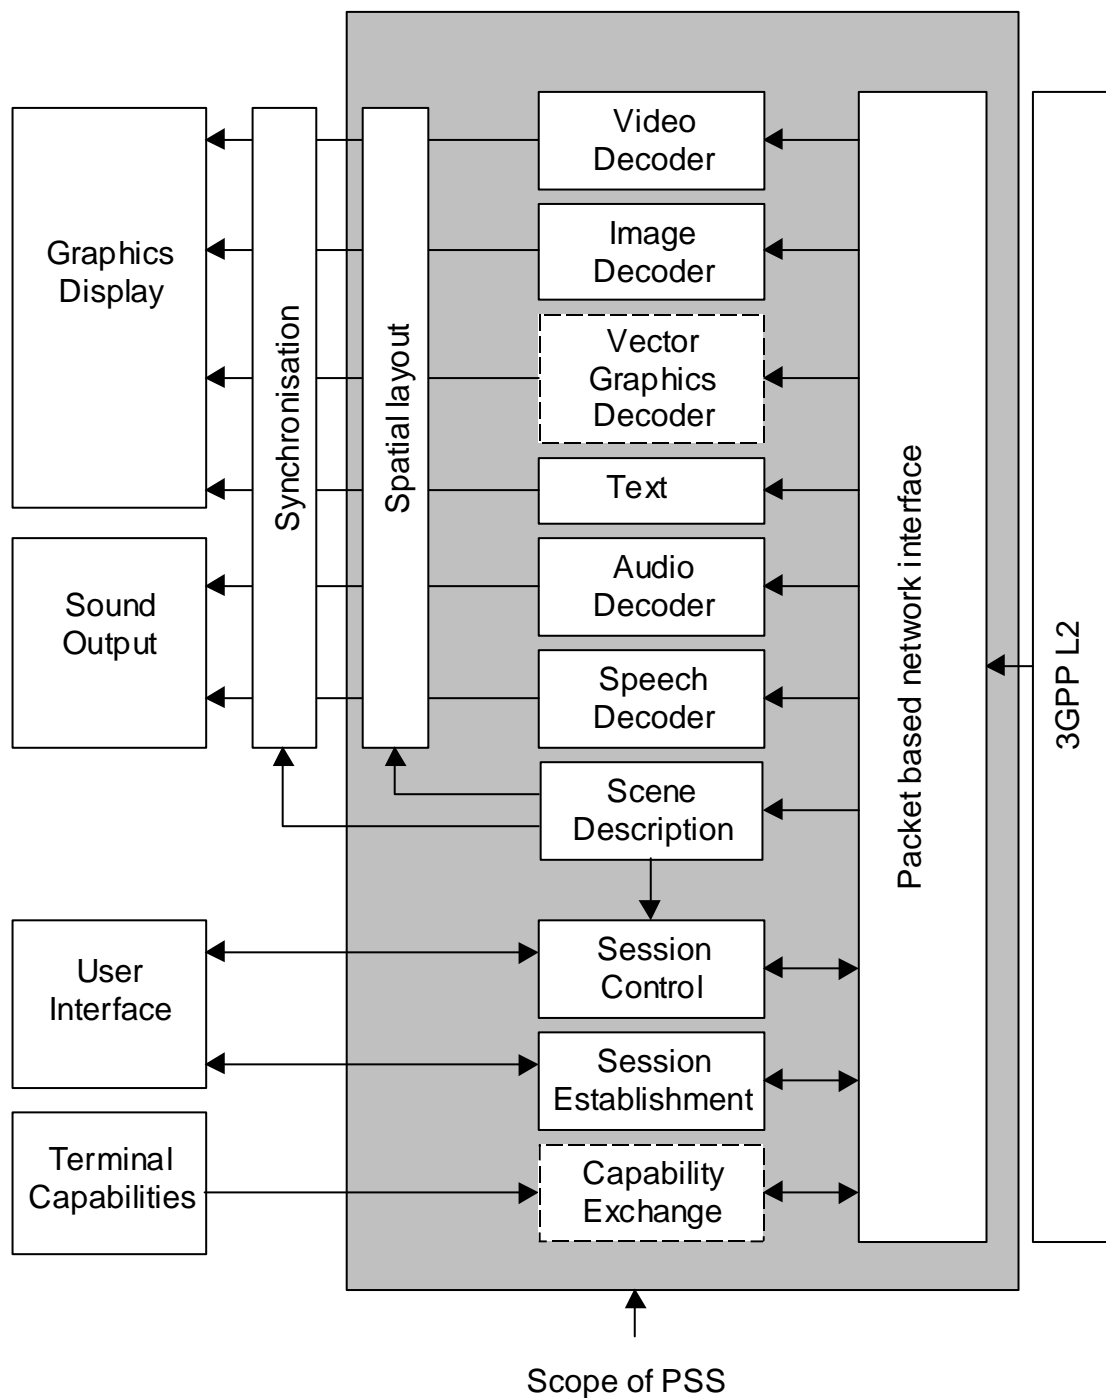 Video
Decoder
Image
Decoder
Graphics
Display
Vector
Graphics
Decoder
Synchronisation
Spatial layout
Text
Packet based network interface
3GPP L2
Audio
Decoder
Sound
Output
Speech
Decoder
Scene
Description
User
Interface
Session
Control
Session
Establishment
Terminal
Capabilities
Capability
Exchange
Scope of PSS